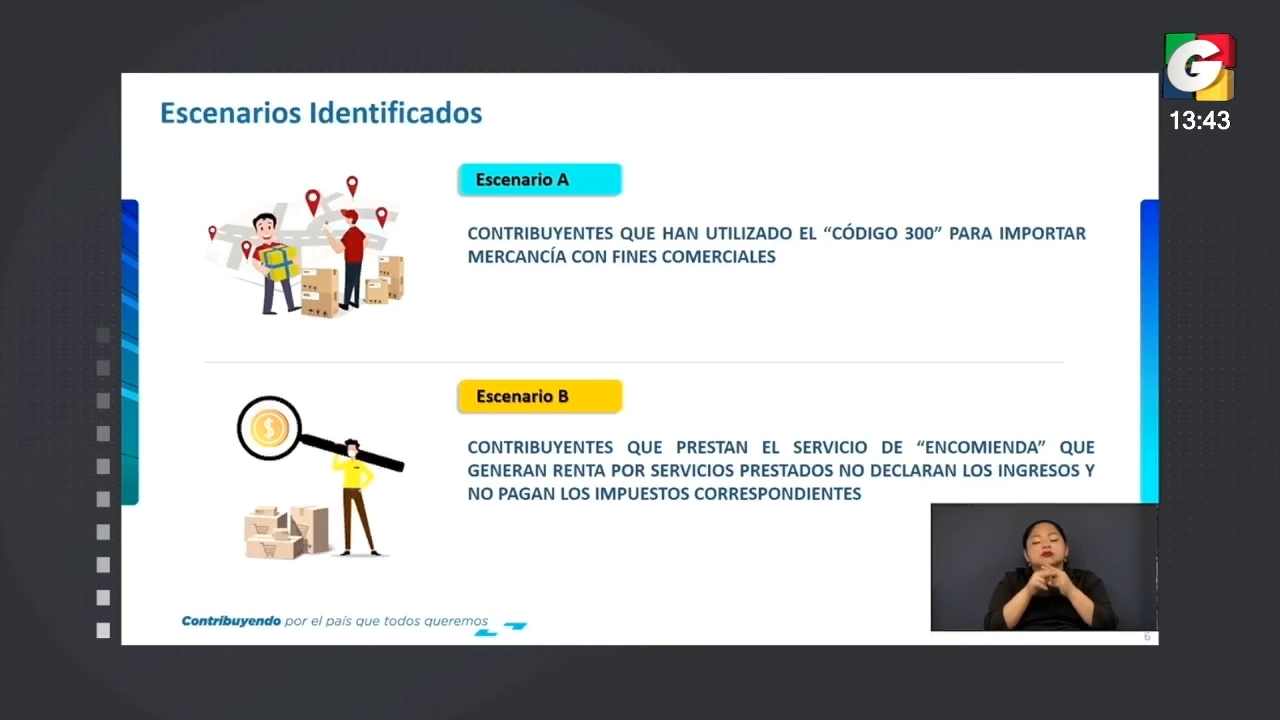 G
13:43
Escenarios Identificados
Escenario A
CONTRIBUYENTES QUE HAN UTILIZADO EL “CÓDIGO 300” PARA IMPORTAR
MERCANCÍA CON FINES COMERCIALES
Escenario B
CONTRIBUYENTES QUE PRESTAN EL SERVICIO DE “ENCOMIENDA” QUE
GENERAN RENTA POR SERVICIOS PRESTADOS NO DECLARAN LOS INGRESOS Y
NO PAGAN LOS IMPUESTOS CORRESPONDIENTES
$
Contribuyendo por el país que todos queremos
6